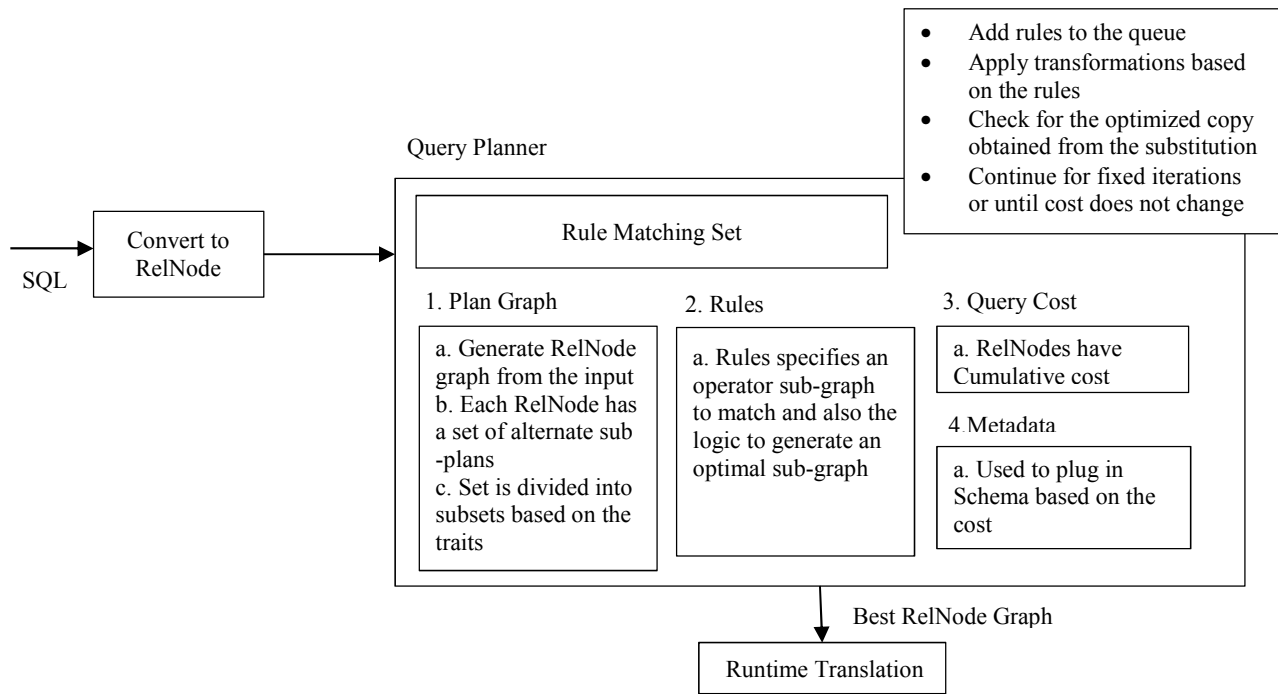 • Add rules to the queue
• Apply transformations based
on the rules
• Check for the optimized copy
obtained from the substitution
• Continue for fixed iterations
or until cost does not change
Query Planner
Rule Matching Set
Convert to
RelNode
SQL
1. Plan Graph
a. Generate RelNode
graph from the input
b. Each RelNode has
a set of alternate sub
-plans
c. Set is divided into
subsets based on the
traits
2. Rules
a. Rules specifies an
operator sub-graph
to match and also the
logic to generate an
optimal sub-graph
3. Query Cost
a. RelNodes have
Cumulative cost
4.Metadata
a. Used to plug in
Schema based on the
cost
Best RelNode Graph
Runtime Translation